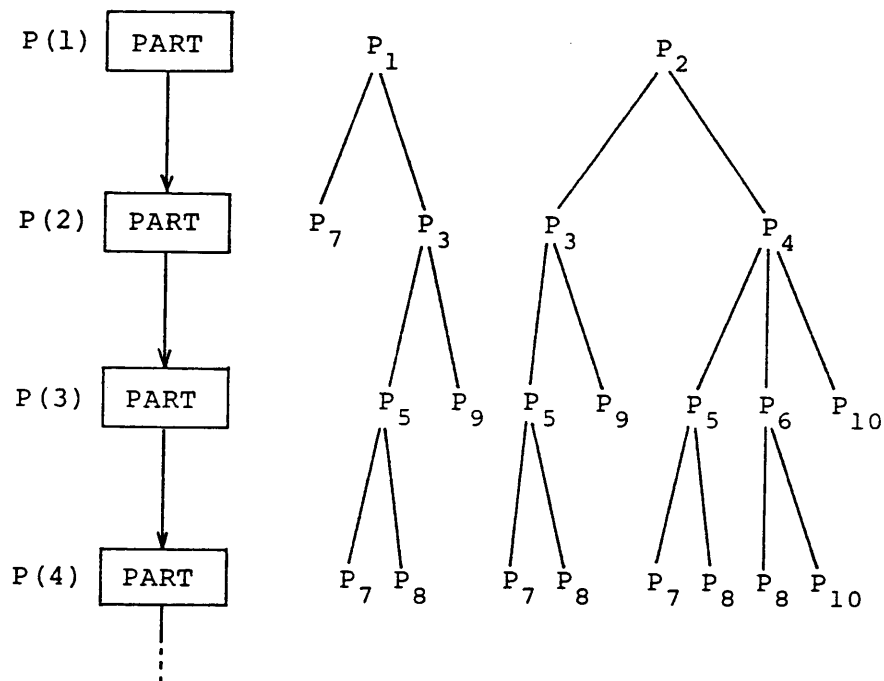 P(1) PART P₁ P₂
P(2) PART P₇ P₃ P₃ P₄
P(3) PART P₅ P₉ P₅ P₉ P₅ P₆ P₁₀
P(4) PART P₇ P₈ P₇ P₈ P₇ P₈ P₈ P₁₀